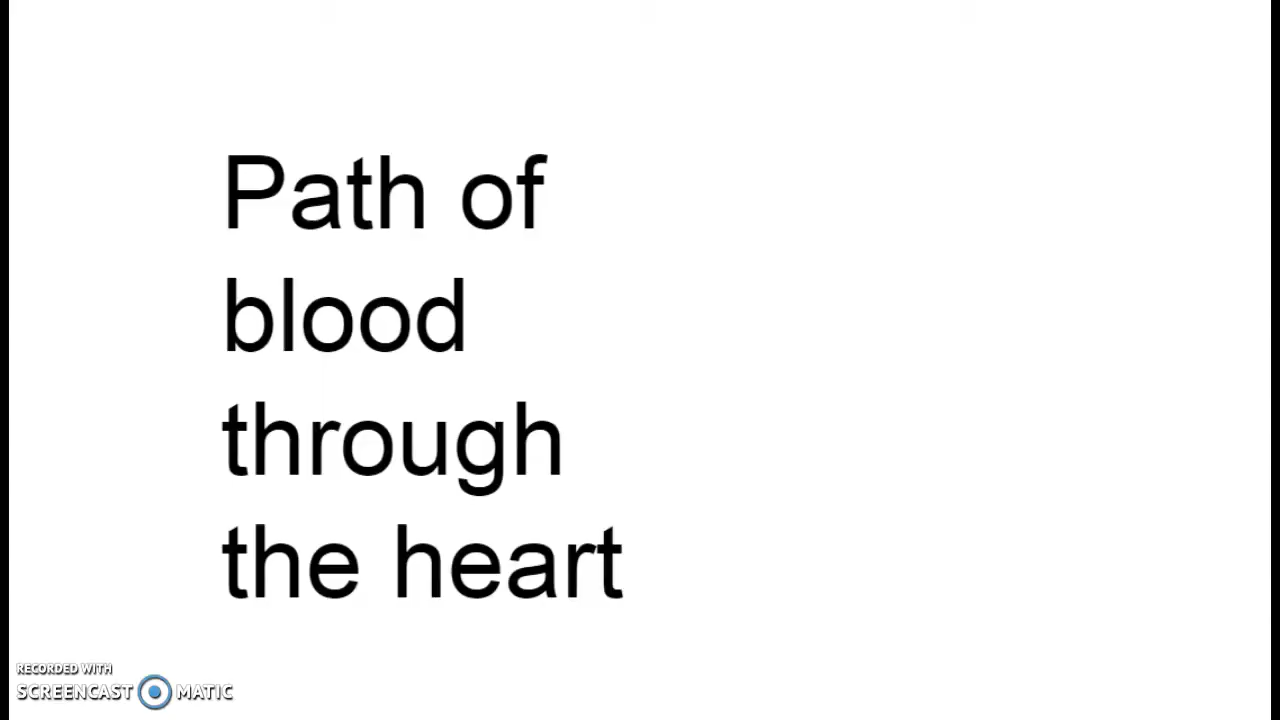 Path of
blood
through
the heart
RECORDED WITH
SCREENCAST MATIC